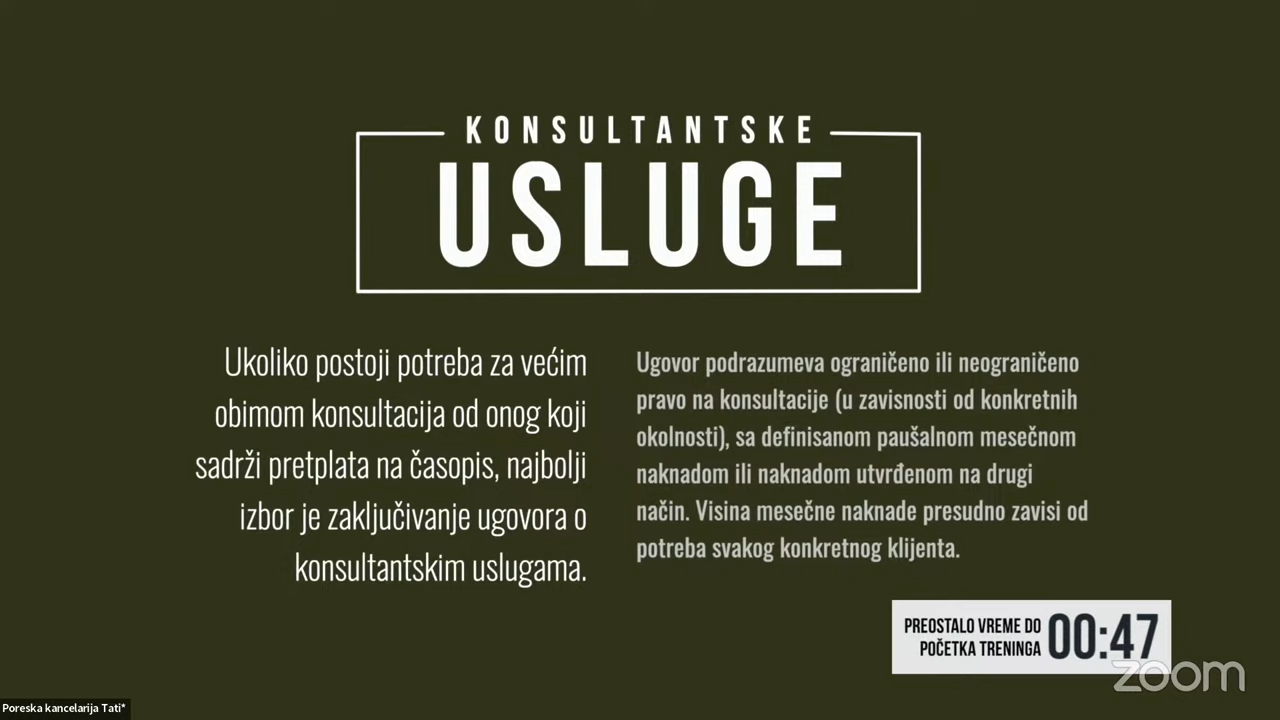 KONSULTANTSKE
USLUGE
Ukoliko postoji potreba za većim
obimom konsultacija od onog koji
sadrži pretplata na časopis, najbolji
izbor je zaključivanje ugovora o
konsultantskim uslugama.
Ugovor podrazumeva ograničeno ili neograničeno
pravo na konsultacije (u zavisnosti od konkretnih
okolnosti), sa definisanom paušalnom mesečnom
naknadom ili naknadom utvrđenom na drugi
način. Visina mesečne naknade presudno zavisi od
potreba svakog konkretnog klijenta.
PREOSTALO VREME DO
POČETKA TRENINGA
00:47
zoom
Poreska kancelarija Tati*